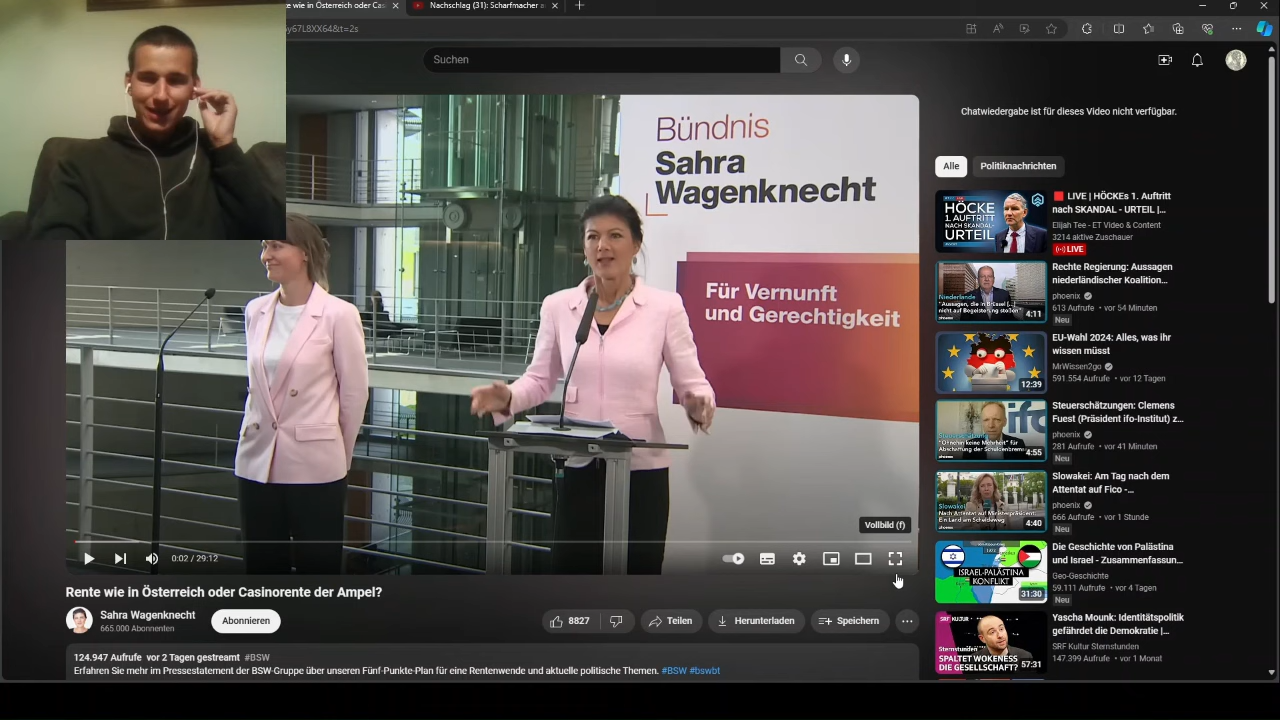 wie in Österreich oder Cas
Nachschlag (31): Scharfmacher
y67L8XX64&t=2s
Suchen
Bündnis
Sahra
Wagenknecht
Für Vernunft
und Gerechtigkeit
Vollbild (f)
0:02 / 29:12
Rente wie in Österreich oder Casinorente der Ampel?
Sahra Wagenknecht
665.000 Abonnenten
Abonnieren
8827
Teilen
Herunterladen
Speichern
124.947 Aufrufe vor 2 Tagen gestreamt #BSW
Erfahren Sie mehr im Pressestatement der BSW-Gruppe über unseren Fünf-Punkte-Plan für eine Rentenwende und aktuelle politische Themen. #BSW #bswbt
Chatwiedergabe ist für dieses Video nicht verfügbar.
Alle
Politiknachrichten
HÖCKE
1. AUFTRITT
NACH SKANDAL-
URTEIL
LIVE | HÖCKEs 1. Auftritt
nach SKANDAL - URTEIL |...
Elijah Tee - ET Video & Content
3214 aktive Zuschauer
LIVE
Niederlande
4:11
Rechte Regierung: Aussagen
niederländischer Koalition...
phoenix
613 Aufrufe • vor 54 Minuten
Neu
12:39
EU-Wahl 2024: Alles, was ihr
wissen müsst
MrWissen2go
591.554 Aufrufe • vor 12 Tagen
ifo
Steuerschätzung
4:55
Steuerschätzungen: Clemens
Fuest (Präsident ifo-Institut) z...
phoenix
281 Aufrufe • vor 41 Minuten
Neu
Slowakei
4:40
Slowakei: Am Tag nach dem
Attentat auf Fico -...
phoenix
666 Aufrufe • vor 1 Stunde
Neu
ISRAEL-PALÄSTINA
KONFLIKT
31:30
Die Geschichte von Palästina
und Israel - Zusammenfassun...
Geo-Geschichte
59.111 Aufrufe • vor 4 Tagen
Neu
SRF KULTUR
Sternstunden
SPALTET WOKENESS
DIE GESELLSCHAFT?
57:31
Yascha Mounk: Identitätspolitik
gefährdet die Demokratie |...
SRF Kultur Sternstunden
147.399 Aufrufe • vor 1 Monat